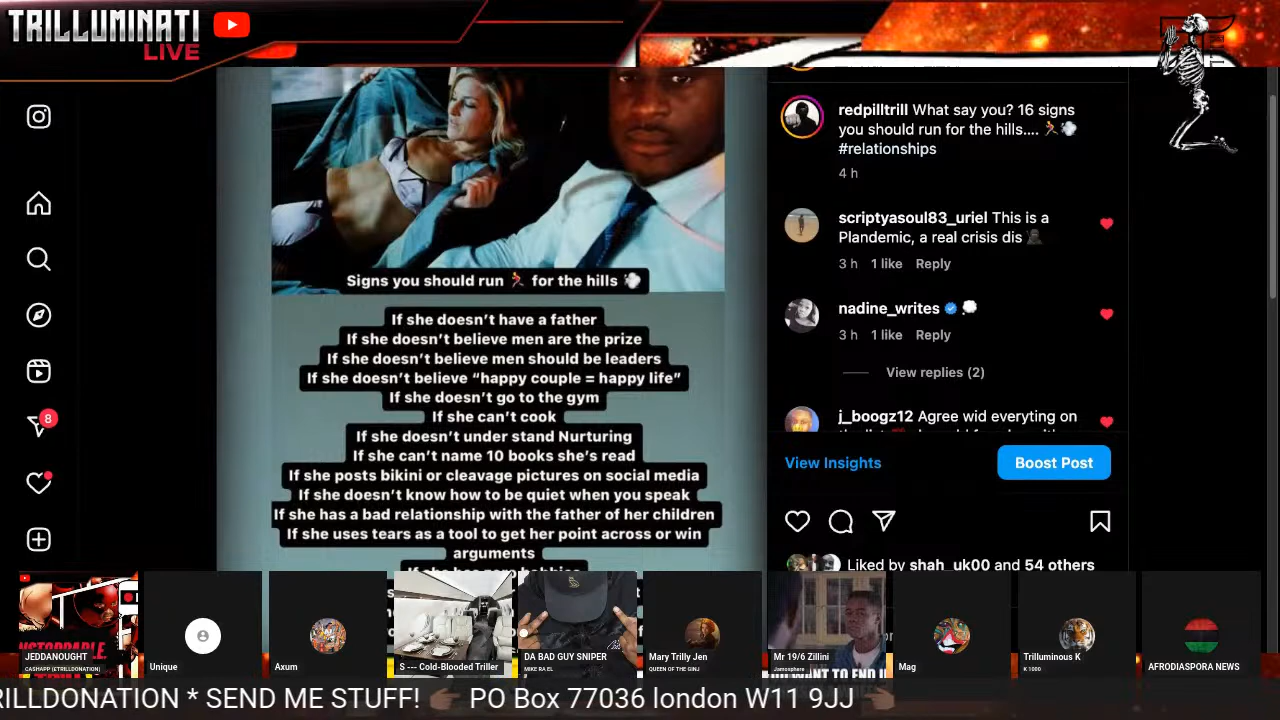 TRILLUMINATI
LIVE
redpilltrill What say you? 16 signs
you should run for the hills.... 🏃💨
#relationships
4 h
scriptyasoul83_uriel This is a
Plandemic, a real crisis dis
3 h 1 like Reply
nadine_writes 💭
3 h 1 like Reply
View replies (2)
j_boogz12 Agree wid everyting on
View Insights
Boost Post
Liked by shah_uk00 and 54 others
8
Signs you should run 🏃 for the hills 💨
If she doesn't have a father
If she doesn't believe men are the prize
If she doesn't believe men should be leaders
If she doesn't believe “happy couple = happy life”
If she doesn't go to the gym
If she can't cook
If she doesn't under stand Nurturing
If she can't name 10 books she's read
If she posts bikini or cleavage pictures on social media
If she doesn't know how to be quiet when you speak
If she has a bad relationship with the father of her children
If she uses tears as a tool to get her point across or win
arguments
If she has zero hobbies
JEDDANOUGHT
CASHAPP (£TRILLDONATION)
Unique
Axum
S --- Cold-Blooded Triller
DA BAD GUY SNIPER
MIKE RA EL
Mary Trilly Jen
QUEEN OF THE GINJ
Mr 19/6 Zillini
Jamosphere
Mag
Trilluminous K
K 1000
AFRODIASPORA NEWS
RILLDONATION * SEND ME STUFF! PO Box 77036 london W11 9JJ